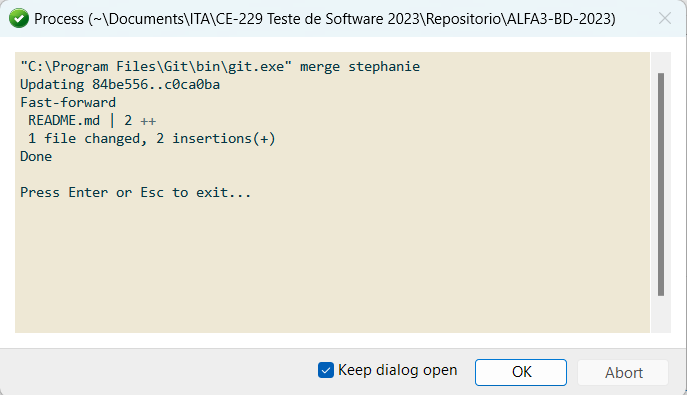 Process (~\Documents\ITA\CE-229 Teste de Software 2023\Repositorio\ALFA3-BD-2023)
"C:\Program Files\Git\bin\git.exe" merge stephanie
Updating 84be556..c0ca0ba
Fast-forward
 README.md | 2 ++
 1 file changed, 2 insertions(+)
Done

Press Enter or Esc to exit...
Keep dialog open
OK
Abort